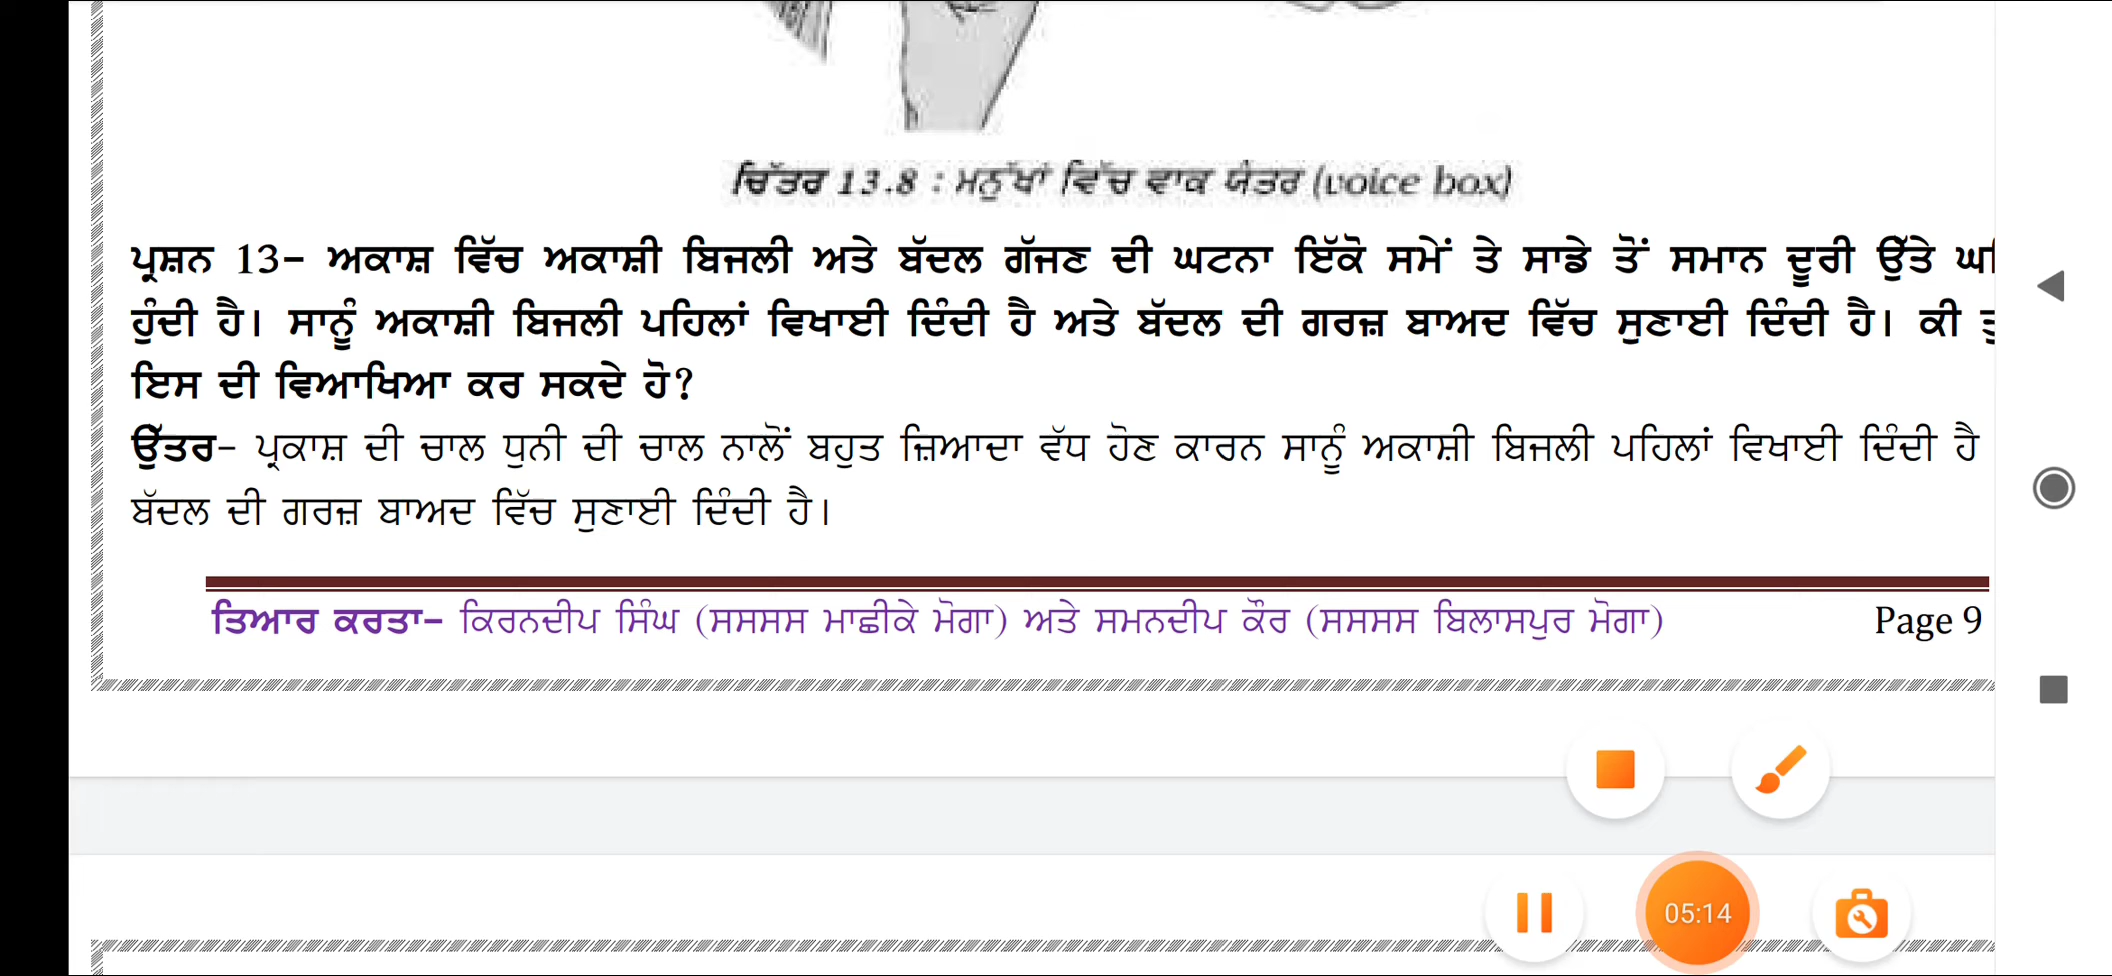 ਚਿੱਤਰ 13.8 : ਮਨੁੱਖਾਂ ਵਿੱਚ ਵਾਕ ਯੰਤਰ (voice box)
ਪ੍ਰਸ਼ਨ 13- ਅਕਾਸ਼ ਵਿੱਚ ਅਕਾਸ਼ੀ ਬਿਜਲੀ ਅਤੇ ਬੱਦਲ ਗੱਜਣ ਦੀ ਘਟਨਾ ਇੱਕੋ ਸਮੇਂ ਤੇ ਸਾਡੇ ਤੋਂ ਸਮਾਨ ਦੂਰੀ ਉੱਤੇ
ਹੁੰਦੀ ਹੈ। ਸਾਨੂੰ ਅਕਾਸ਼ੀ ਬਿਜਲੀ ਪਹਿਲਾਂ ਵਿਖਾਈ ਦਿੰਦੀ ਹੈ ਅਤੇ ਬੱਦਲ ਦੀ ਗਰਜ਼ ਬਾਅਦ ਵਿੱਚ ਸੁਣਾਈ ਦਿੰਦੀ ਹੈ। ਕੀ
ਇਸ ਦੀ ਵਿਆਖਿਆ ਕਰ ਸਕਦੇ ਹੋ?
ਉੱਤਰ- ਪ੍ਰਕਾਸ਼ ਦੀ ਚਾਲ ਧੁਨੀ ਦੀ ਚਾਲ ਨਾਲੋਂ ਬਹੁਤ ਜ਼ਿਆਦਾ ਵੱਧ ਹੋਣ ਕਾਰਨ ਸਾਨੂੰ ਅਕਾਸ਼ੀ ਬਿਜਲੀ ਪਹਿਲਾਂ ਵਿਖਾਈ ਦਿੰਦੀ ਹੈ
ਬੱਦਲ ਦੀ ਗਰਜ਼ ਬਾਅਦ ਵਿੱਚ ਸੁਣਾਈ ਦਿੰਦੀ ਹੈ।
ਤਿਆਰ ਕਰਤਾ- ਕਿਰਨਦੀਪ ਸਿੰਘ (ਸਸਸਸ ਮਾਛੀਕੇ ਮੋਗਾ) ਅਤੇ ਸਮਨਦੀਪ ਕੌਰ (ਸਸਸਸ ਬਿਲਾਸਪੁਰ ਮੋਗਾ) Page 9
05:14